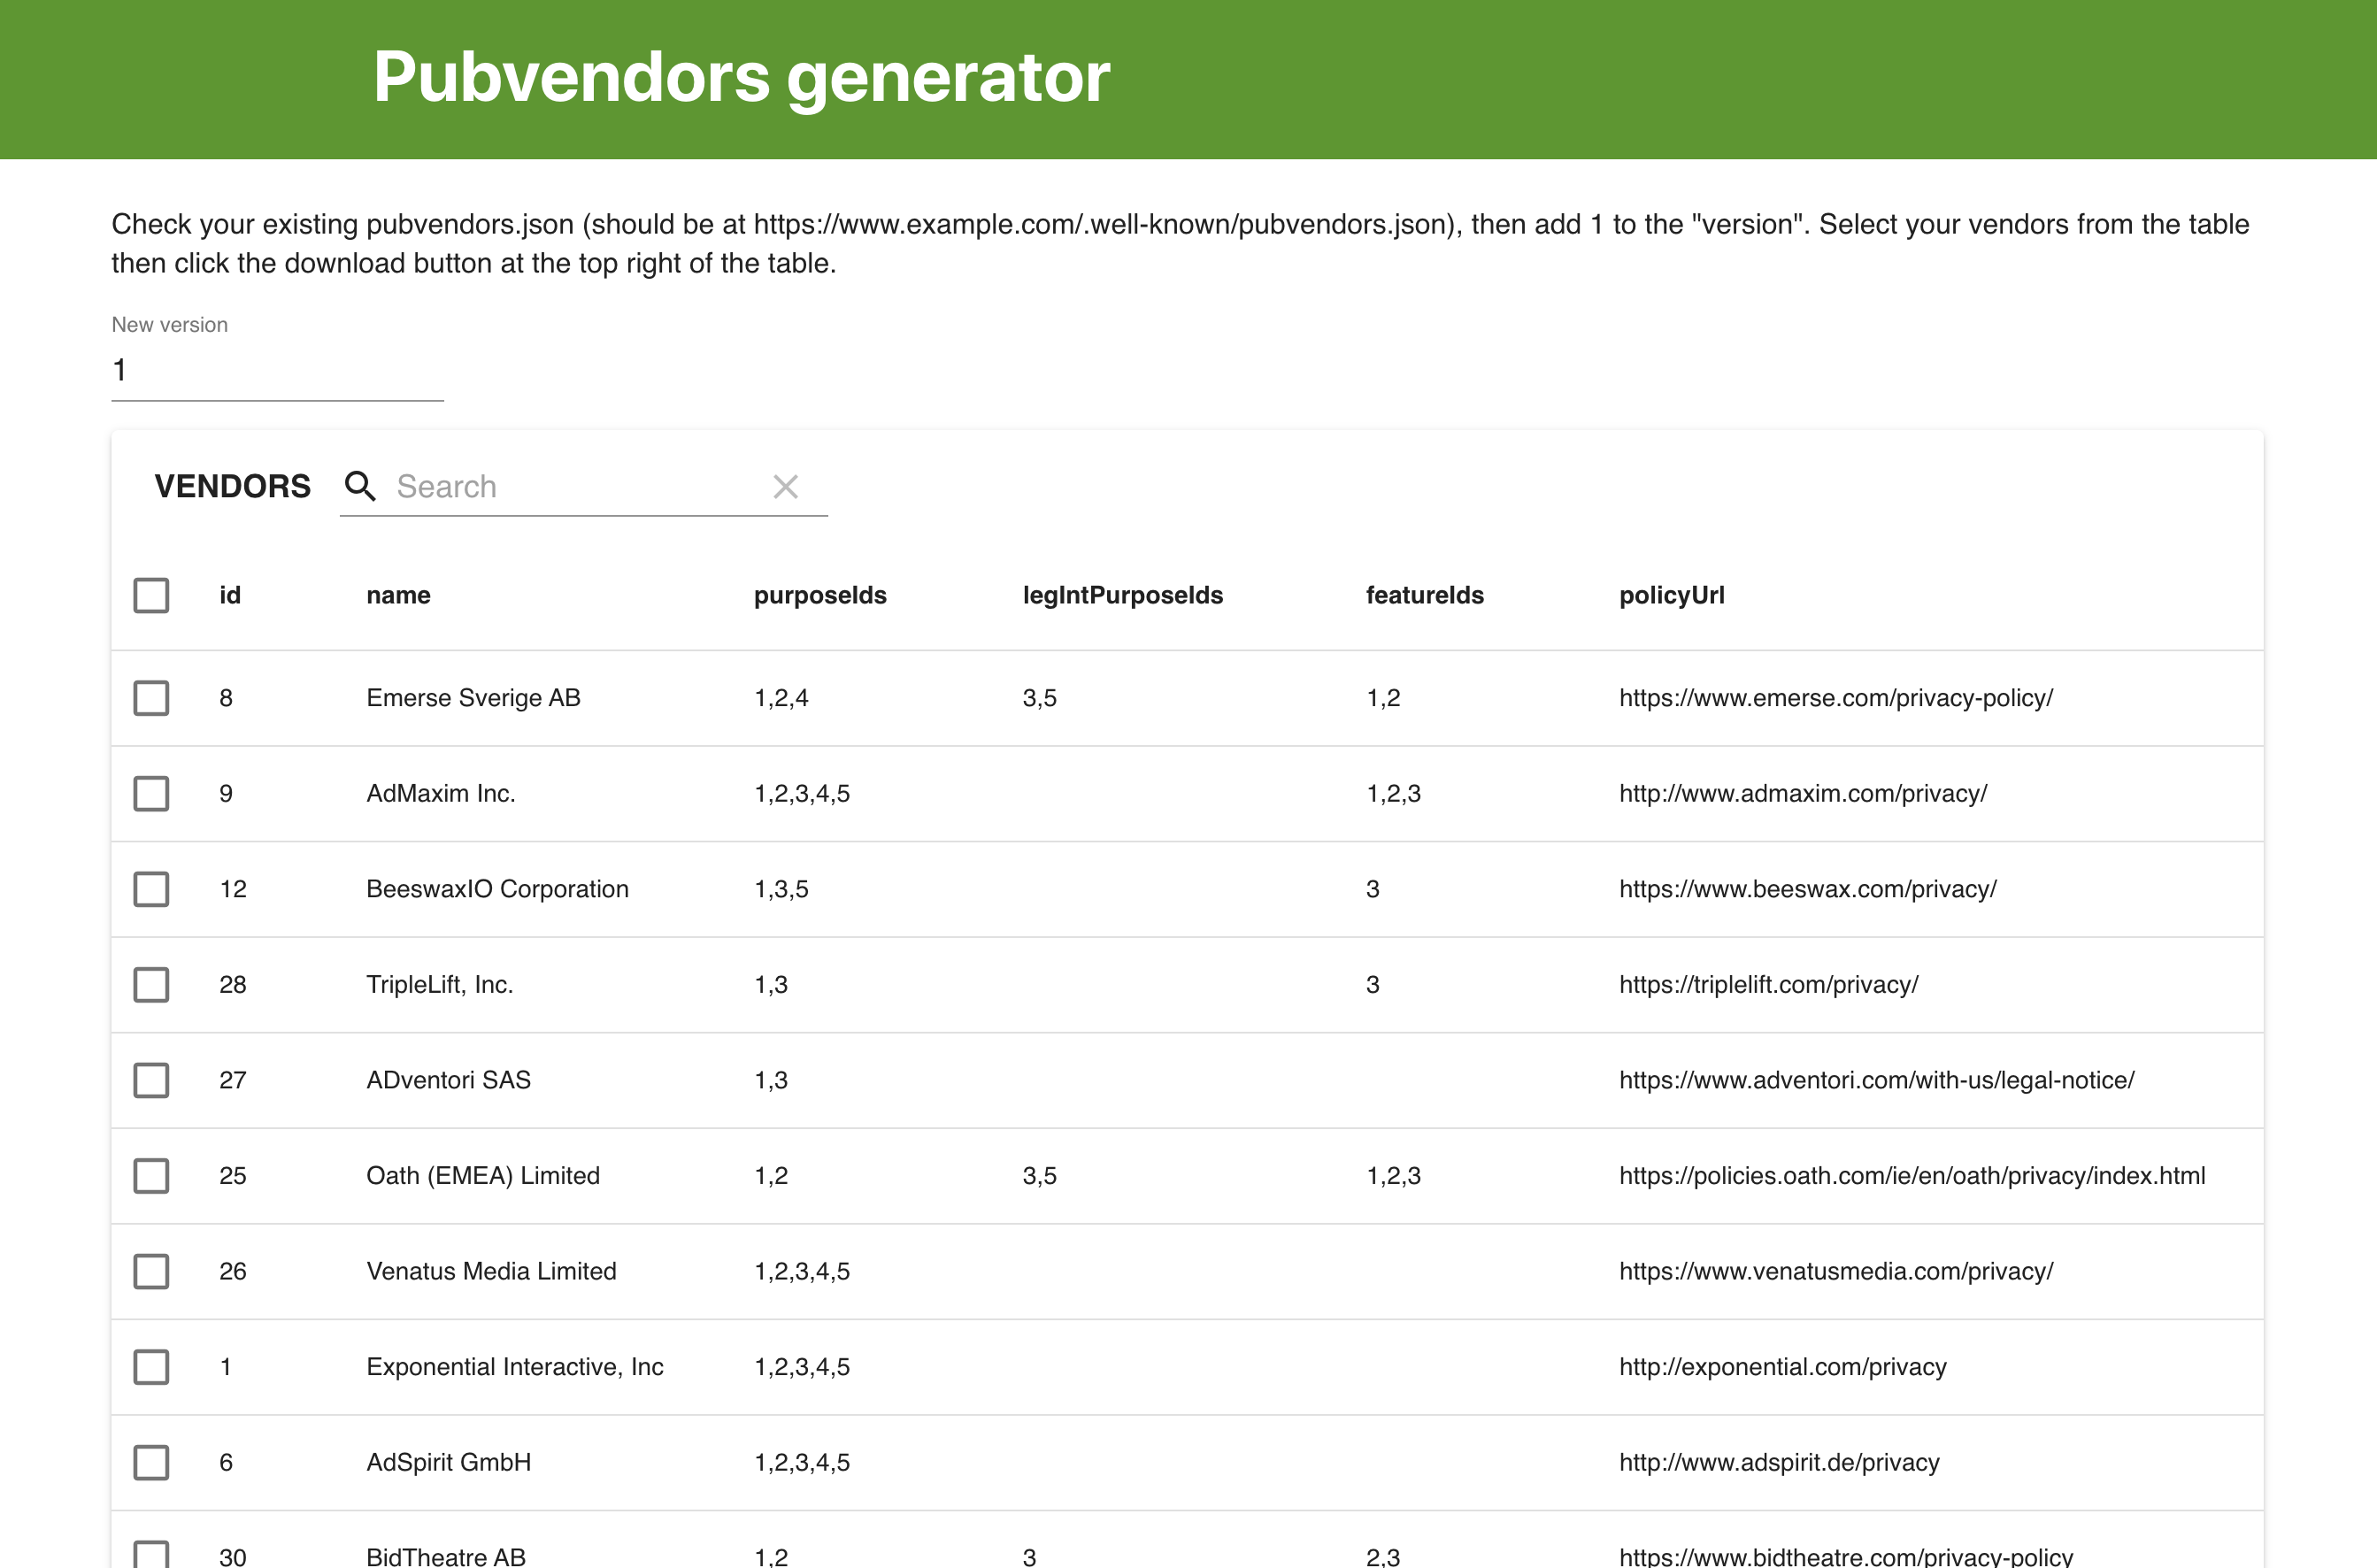 Pubvendors generator
Check your existing pubvendors.json (should be at https://www.example.com/.well-known/pubvendors.json), then add 1 to the "version". Select your vendors from the table
then click the download button at the top right of the table.
New version
1
VENDORS Search
id name purposeIds legIntPurposeIds featureIds policyUrl
8 Emerse Sverige AB 1,2,4 3,5 1,2 https://www.emerse.com/privacy-policy/
9 AdMaxim Inc. 1,2,3,4,5 1,2,3 http://www.admaxim.com/privacy/
12 BeeswaxIO Corporation 1,3,5 3 https://www.beeswax.com/privacy/
28 TripleLift, Inc. 1,3 3 https://triplelift.com/privacy/
27 ADventori SAS 1,3 https://www.adventori.com/with-us/legal-notice/
25 Oath (EMEA) Limited 1,2 3,5 1,2,3 https://policies.oath.com/ie/en/oath/privacy/index.html
26 Venatus Media Limited 1,2,3,4,5 https://www.venatusmedia.com/privacy/
1 Exponential Interactive, Inc 1,2,3,4,5 http://exponential.com/privacy
6 AdSpirit GmbH 1,2,3,4,5 http://www.adspirit.de/privacy
30 BidTheatre AB 1,2 3 2,3 https://www.bidtheatre.com/privacy-policy